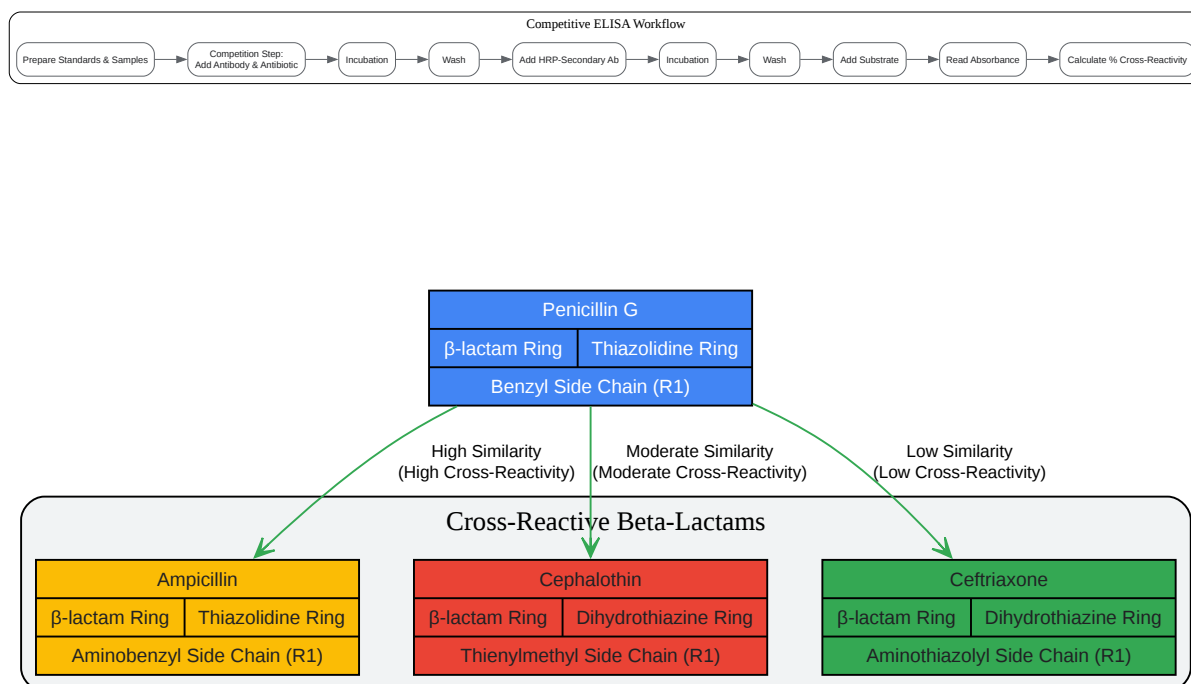 Competitive ELISA Workflow
Prepare Standards & Samples
Competition Step:
Add Antibody & Antibiotic
Incubation
Wash
Add HRP-Secondary Ab
Incubation
Wash
Add Substrate
Read Absorbance
Calculate % Cross-Reactivity
Penicillin G
β-lactam Ring
Thiazolidine Ring
Benzyl Side Chain (R1)
High Similarity
(High Cross-Reactivity)
Moderate Similarity
(Moderate Cross-Reactivity)
Low Similarity
(Low Cross-Reactivity)
Cross-Reactive Beta-Lactams
Ampicillin
β-lactam Ring
Thiazolidine Ring
Aminobenzyl Side Chain (R1)
Cephalothin
β-lactam Ring
Dihydrothiazine Ring
Thienylmethyl Side Chain (R1)
Ceftriaxone
β-lactam Ring
Dihydrothiazine Ring
Aminothiazolyl Side Chain (R1)